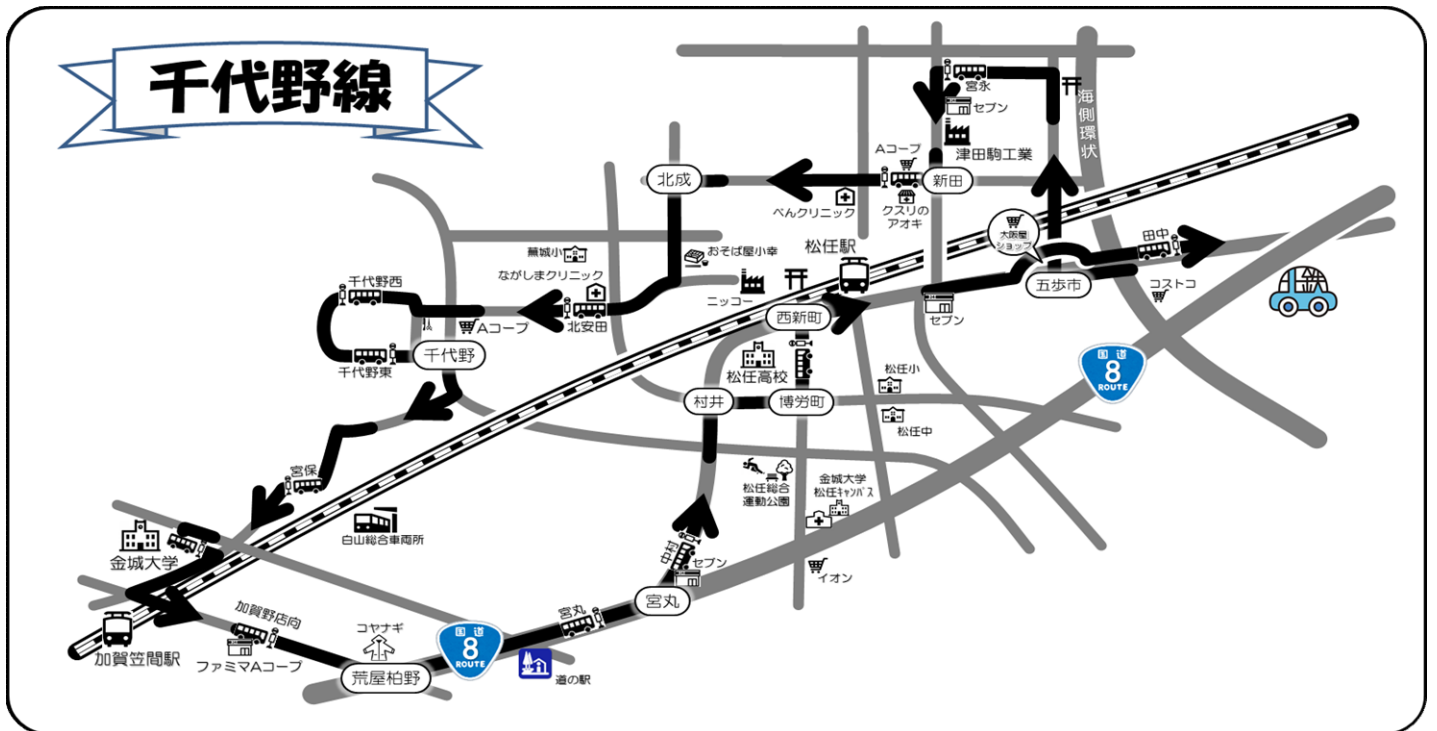 千代野線
宮永
セブン
海側環状
津田駒工業
Aコープ
新田
北成
べんクリニック
クスリの
アオキ
大阪屋
ショップ
田中
松任駅
蕪城小
おそば屋小幸
ながしまクリニック
千代野西
ニッコー
五歩市
コストコ
北安田
Aコープ
西新町
セブン
千代野東
千代野
松任高校
国道
8
ROUTE
松任小
村井
博労町
松任中
宮保
松任総合
運動公園
金城大学
松任キャンパス
白山総合車両所
金城大学
中村
セブン
イオン
加賀野店向
宮丸
宮丸
コヤナギ
国道
8
ROUTE
加賀笠間駅
ファミマAコープ
荒屋柏野
道の駅